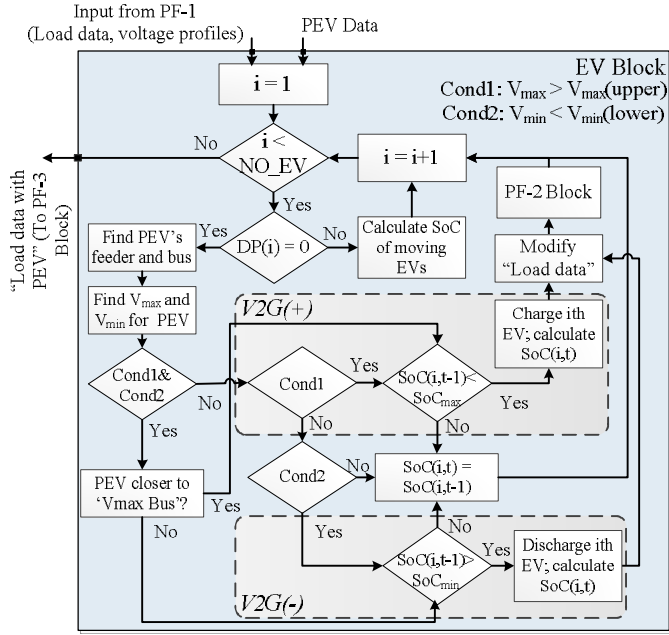 Input from PF-1
(Load data, voltage profiles)
PEV Data
EV Block
Cond1: Vmax > Vmax(upper)
Cond2: Vmin < Vmin(lower)
i = 1
No
i <
NO_EV
i = i+1
PF-2 Block
"Load data with
PEV" (To PF-3
Block)
Yes
Find PEV's
feeder and bus
Yes
DP(i) = 0
No
Calculate SoC
of moving
EVs
Modify
"Load data"
Find Vmax and
Vmin for PEV
V2G(+)
Charge ith
EV; calculate
SoC(i,t)
Cond1&
Cond2
No
Cond1
Yes
SoC(i,t-1)<
SoCmax
Yes
Yes
No
No
PEV closer to
'Vmax Bus'?
Yes
Cond2
No
SoC(i,t) =
SoC(i,t-1)
No
Yes
No
SoC(i,t-1)>
SoCmin
Yes
Discharge ith
EV; calculate
SoC(i,t)
V2G(-)